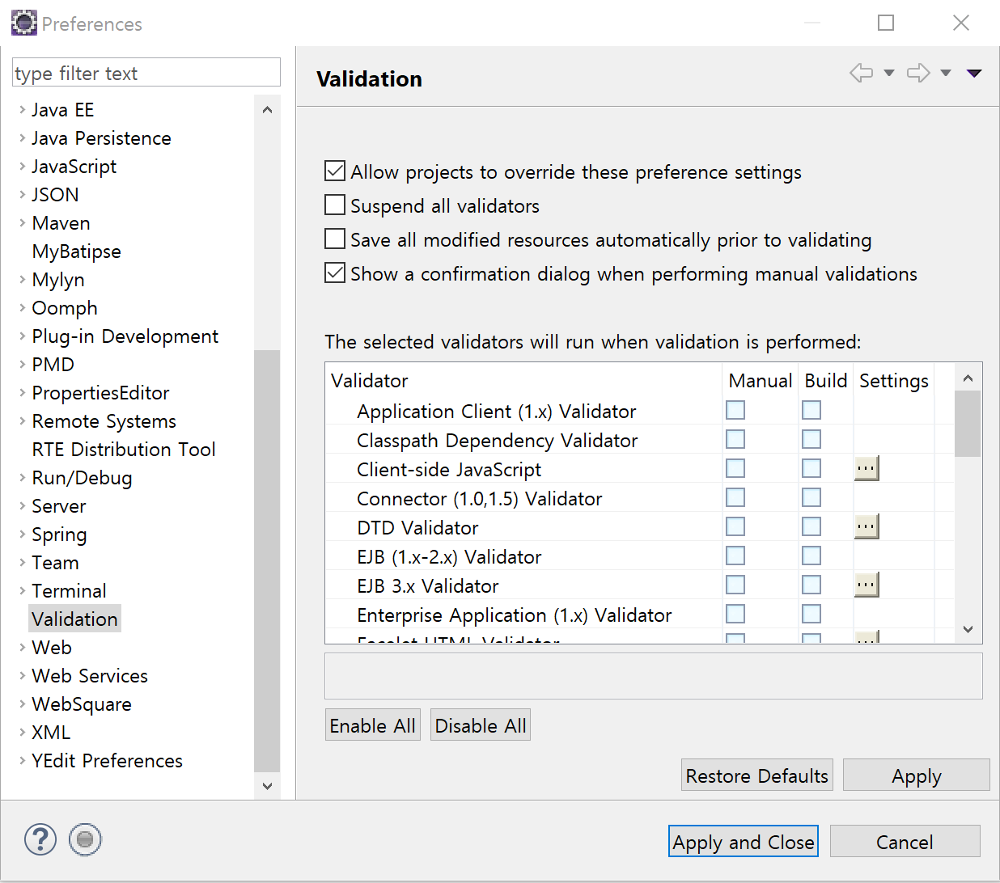 Preferences
type filter text
Java EE
Java Persistence
JavaScript
JSON
Maven
MyBatipse
Mylyn
Oomph
Plug-in Development
PMD
PropertiesEditor
Remote Systems
RTE Distribution Tool
Run/Debug
Server
Spring
Team
Terminal
Validation
Web
Web Services
WebSquare
XML
YEdit Preferences
Validation
Allow projects to override these preference settings
Suspend all validators
Save all modified resources automatically prior to validating
Show a confirmation dialog when performing manual validations
The selected validators will run when validation is performed:
Validator Manual Build Settings
Application Client (1.x) Validator
Classpath Dependency Validator
Client-side JavaScript ...
Connector (1.0,1.5) Validator
DTD Validator ...
EJB (1.x-2.x) Validator
EJB 3.x Validator ...
Enterprise Application (1.x) Validator
Facelet HTML Validator ...
Enable All Disable All
Restore Defaults Apply
? Apply and Close Cancel